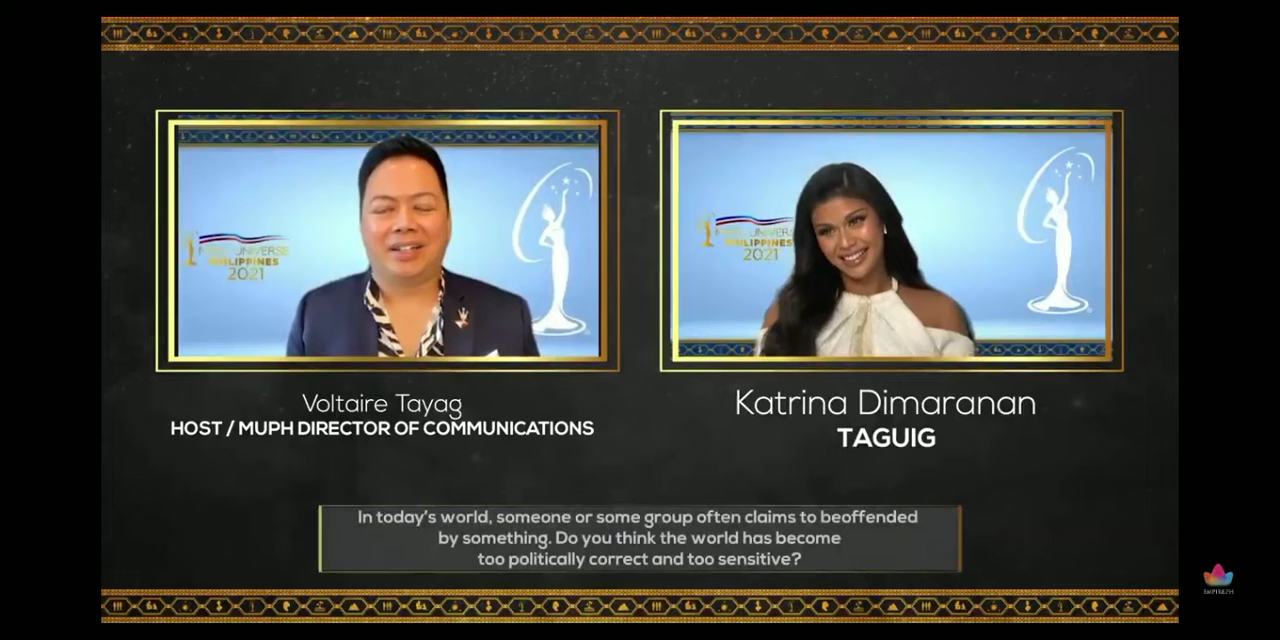 MISS UNIVERSE
PHILIPPINES
2021
PHILIPPINES
2021
Voltaire Tayag
HOST / MUPH DIRECTOR OF COMMUNICATIONS
Katrina Dimaranan
TAGUIG
In today's world, someone or some group often claims to beoffended
by something. Do you think the world has become
too politically correct and too sensitive?
EMPIREPH